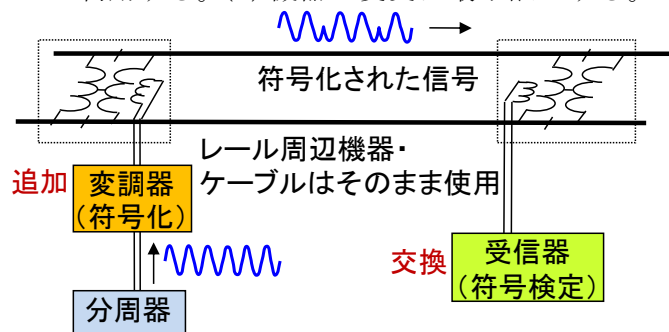 符号化された信号
レール周辺機器・
ケーブルはそのまま使用
追加
変調器
(符号化)
交換
受信器
(符号検定)
分周器